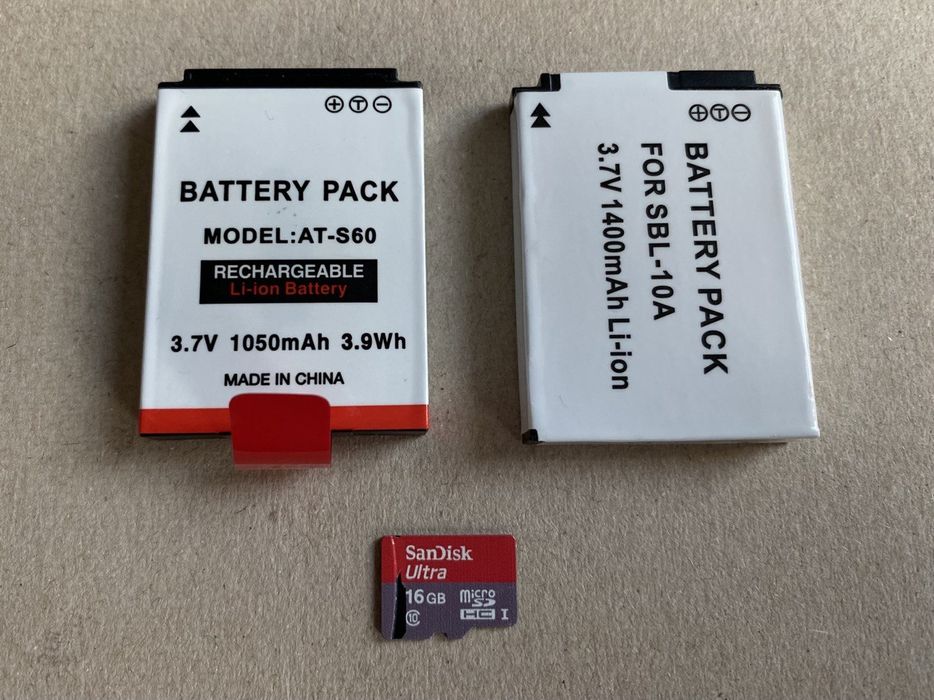 BATTERY PACK
MODEL:AT-S60
RECHARGEABLE
Li-ion Battery
3.7V 1050mAh 3.9Wh
MADE IN CHINA
BATTERY PACK
FOR SBL-10A
3.7V 1400mAh Li-ion
SanDisk
Ultra
16GB micro
SD
10 HC I